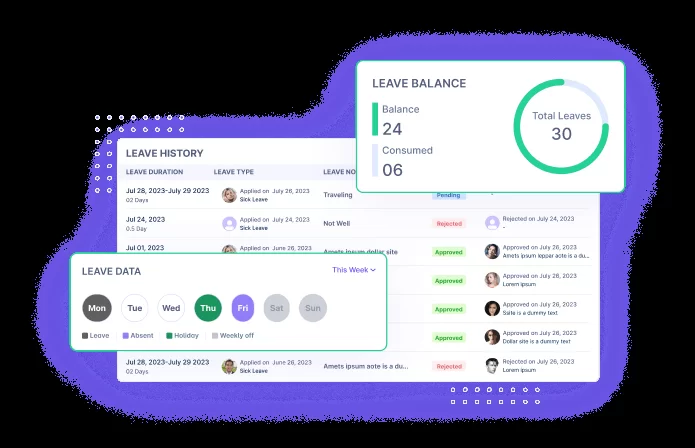 LEAVE BALANCE
Balance
24
Consumed
06
Total Leaves
30
LEAVE HISTORY
LEAVE DURATION LEAVE TYPE LEAVE NO
Jul 28, 2023-July 29 2023
02 Days
Applied on July 26, 2023
Sick Leave
Traveling
Pending
-
Jul 24, 2023
0.5 Day
Applied on July 24, 2023
Sick Leave
Not Well
Rejected
Rejected on July 24, 2023
-
Jul 01, 2023
Applied on June 26, 2023
Amets ipsum dollar site
Approved
Approved on July 26, 2023
Amets ipsum leppar aote is a du...
Approved
Approved on July 26, 2023
Lorem ipsum
Approved
Approved on July 26, 2023
Ssite is a dummy text
Approved
Approved on July 26, 2023
Dollar site is a dummy text
Jul 28, 2023-July 29 2023
02 Days
Applied on June 26, 2023
Sick Leave
Amets ipsum aote is a du...
Rejected
Rejected on July 26, 2023
Lorem ipsum
LEAVE DATA
This Week
Mon Tue Wed Thu Fri Sat Sun
Leave Absent Holiday Weekly off